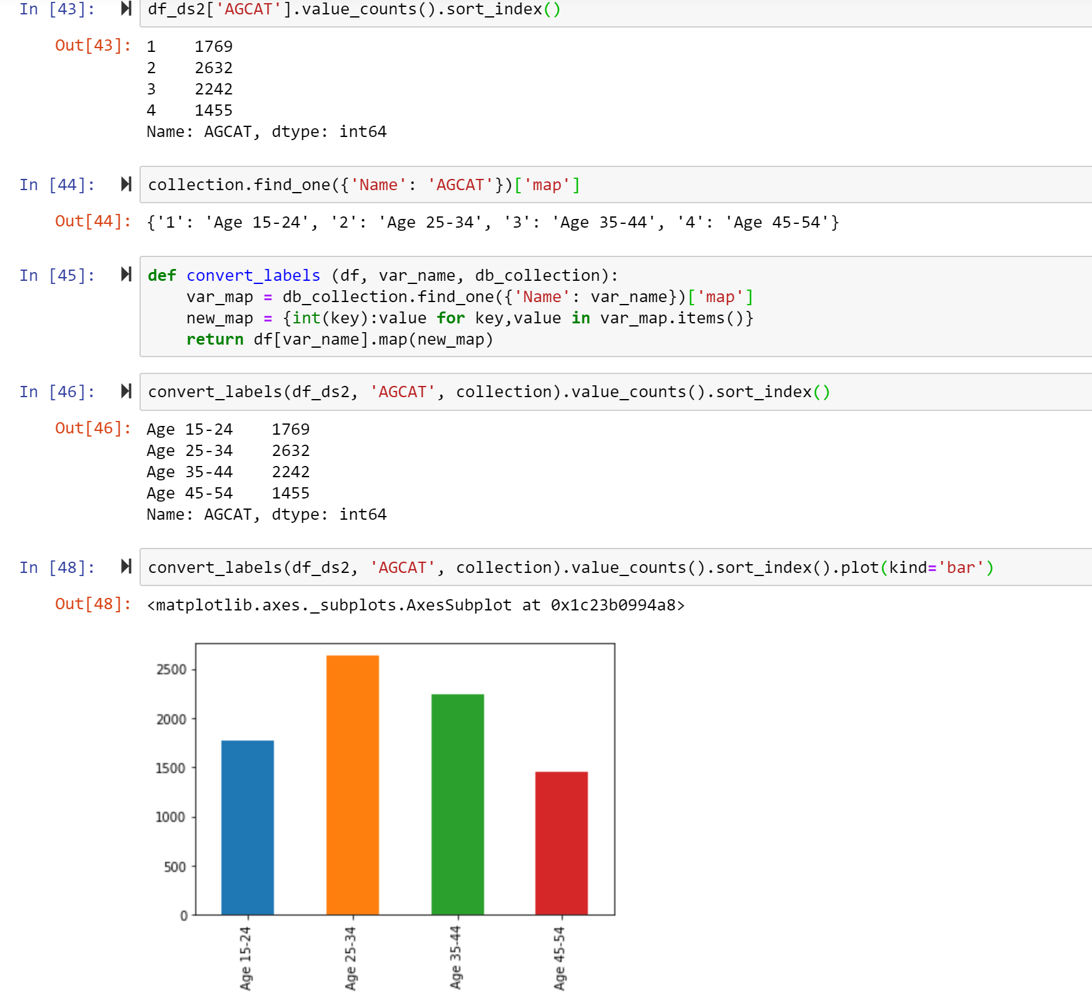 In [43]: df_ds2['AGCAT'].value_counts().sort_index()
Out[43]: 1    1769
2    2632
3    2242
4    1455
Name: AGCAT, dtype: int64
In [44]: collection.find_one({'Name': 'AGCAT'})['map']
Out[44]: {'1': 'Age 15-24', '2': 'Age 25-34', '3': 'Age 35-44', '4': 'Age 45-54'}
In [45]: def convert_labels (df, var_name, db_collection):
    var_map = db_collection.find_one({'Name': var_name})['map']
    new_map = {int(key):value for key,value in var_map.items()}
    return df[var_name].map(new_map)
In [46]: convert_labels(df_ds2, 'AGCAT', collection).value_counts().sort_index()
Out[46]: Age 15-24    1769
Age 25-34    2632
Age 35-44    2242
Age 45-54    1455
Name: AGCAT, dtype: int64
In [48]: convert_labels(df_ds2, 'AGCAT', collection).value_counts().sort_index().plot(kind='bar')
Out[48]: <matplotlib.axes._subplots.AxesSubplot at 0x1c23b0994a8>
2500
2000
1500
1000
500
0
Age 15-24
Age 25-34
Age 35-44
Age 45-54